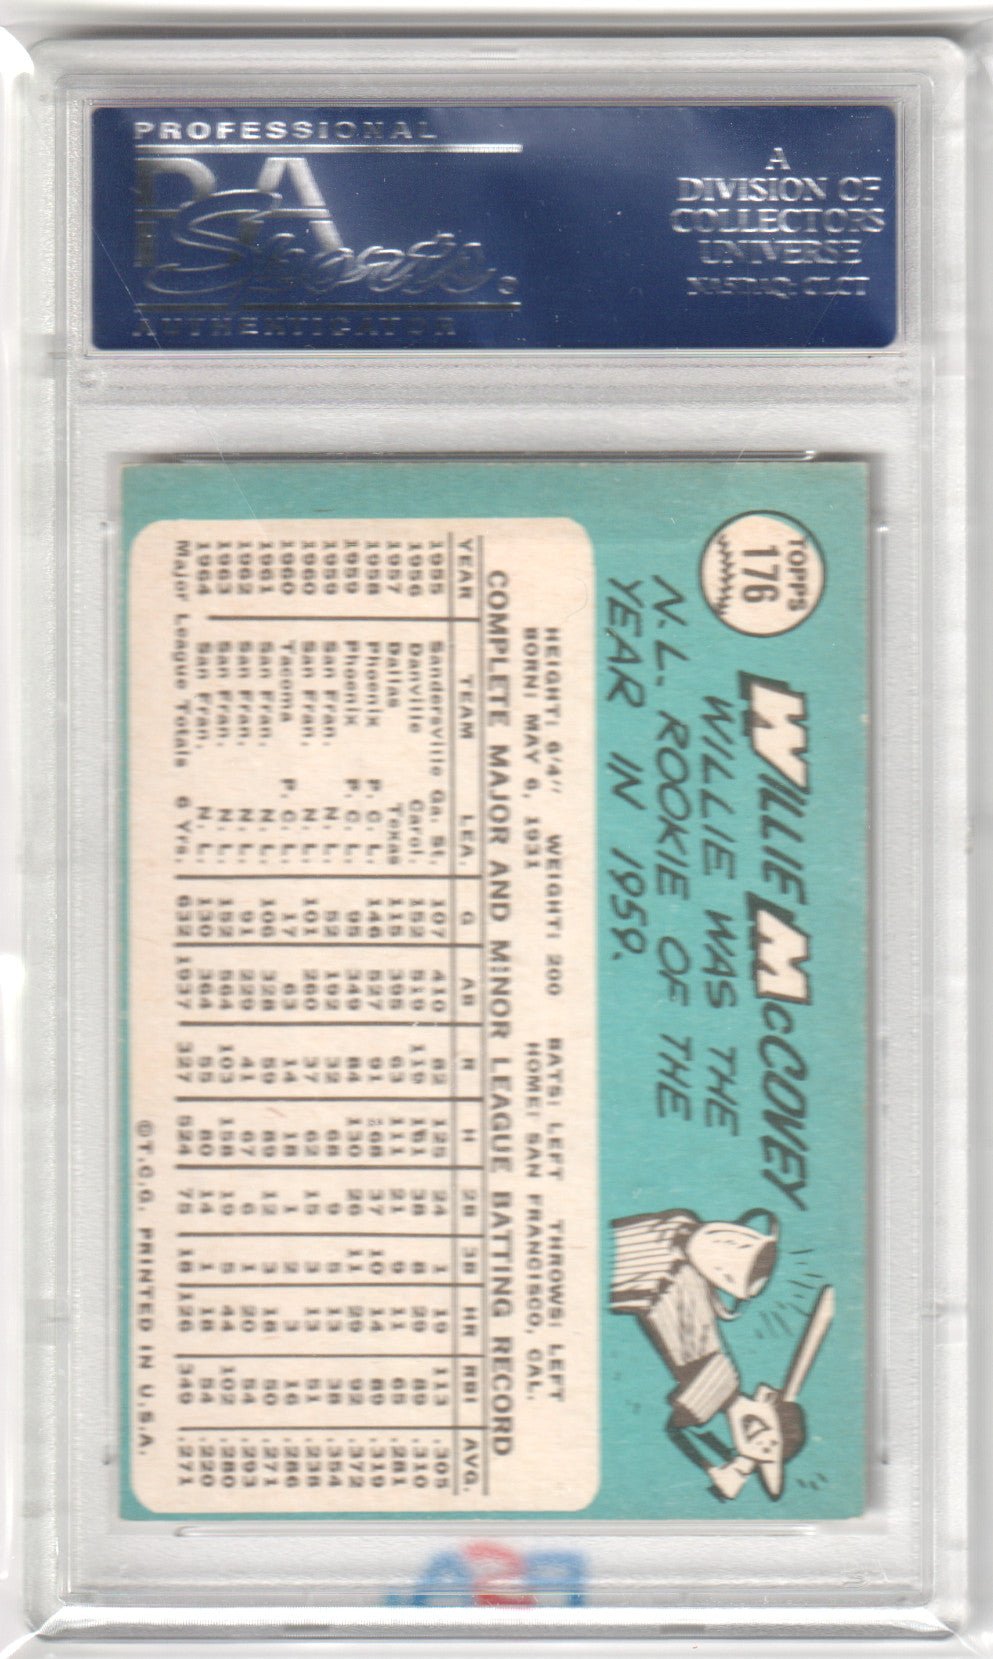 PROFESSIONAL
PSA
Sports
AUTHENTICATOR
A
DIVISION OF
COLLECTORS
UNIVERSE
NASDAQ: CLCT
TOPPS
176
WILLIE McCOVEY
WILLIE WAS THE
N.L. ROOKIE OF THE
YEAR IN 1959.
HEIGHT: 6'4" WEIGHT: 200 BATS: LEFT THROWS: LEFT
BORN: MAY 6, 1931 HOME: SAN FRANCISCO, CAL.
COMPLETE MAJOR AND MINOR LEAGUE BATTING RECORD
YEAR TEAM LEA. G AB R H 2B 3B HR RBI AVG.
1955 Sandersville Ga. St. 107 410 82 125 24 1 19 113 .305
1956 Danville Carol. 152 519 119 161 38 8 29 89 .310
1957 Dallas Texas 115 395 63 111 21 9 11 65 .281
1958 Phoenix P. C. L. 146 527 91 168 37 10 14 89 .319
1959 Phoenix P. C. L. 95 349 84 130 26 11 29 92 .372
1959 San Fran. N. L. 52 192 32 68 9 5 13 38 .354
1960 San Fran. N. L. 101 260 37 62 15 3 13 51 .238
1960 Tacoma P. C. L. 17 63 14 18 1 2 3 16 .286
1961 San Fran. N. L. 106 328 59 89 12 3 18 50 .271
1962 San Fran. N. L. 91 229 41 67 6 1 20 54 .293
1963 San Fran. N. L. 152 564 103 158 19 5 44 102 .280
1964 San Fran. N. L. 130 364 55 80 14 1 18 54 .220
Major League Totals 6 Yrs. 632 1937 327 524 75 18 126 349 .271
©T.C.G. PRINTED IN U.S.A.